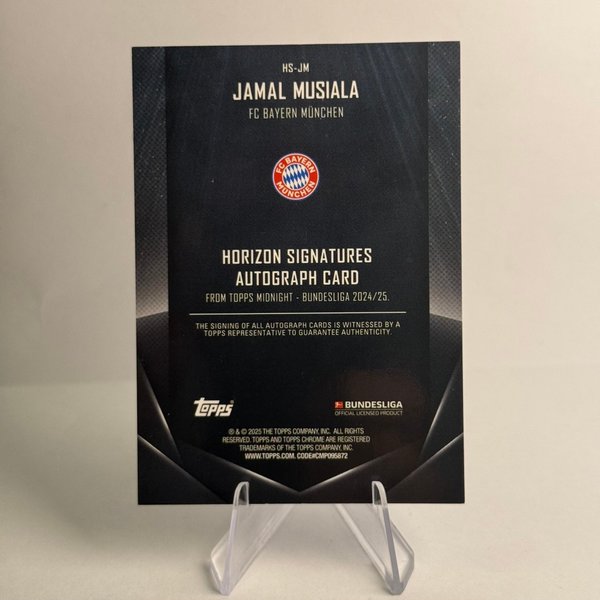 HS-JM
JAMAL MUSIALA
FC BAYERN MÜNCHEN
FC BAYERN
MÜNCHEN
HORIZON SIGNATURES
AUTOGRAPH CARD
FROM TOPPS MIDNIGHT - BUNDESLIGA 2024/25.
THE SIGNING OF ALL AUTOGRAPH CARDS IS WITNESSED BY A
TOPPS REPRESENTATIVE TO GUARANTEE AUTHENTICITY.
topps
BUNDESLIGA
OFFICIAL LICENSED PRODUCT
® & © 2025 THE TOPPS COMPANY, INC. ALL RIGHTS
RESERVED. TOPPS AND TOPPS CHROME ARE REGISTERED
TRADEMARKS OF THE TOPPS COMPANY, INC.
WWW.TOPPS.COM. CODE#CMP095872